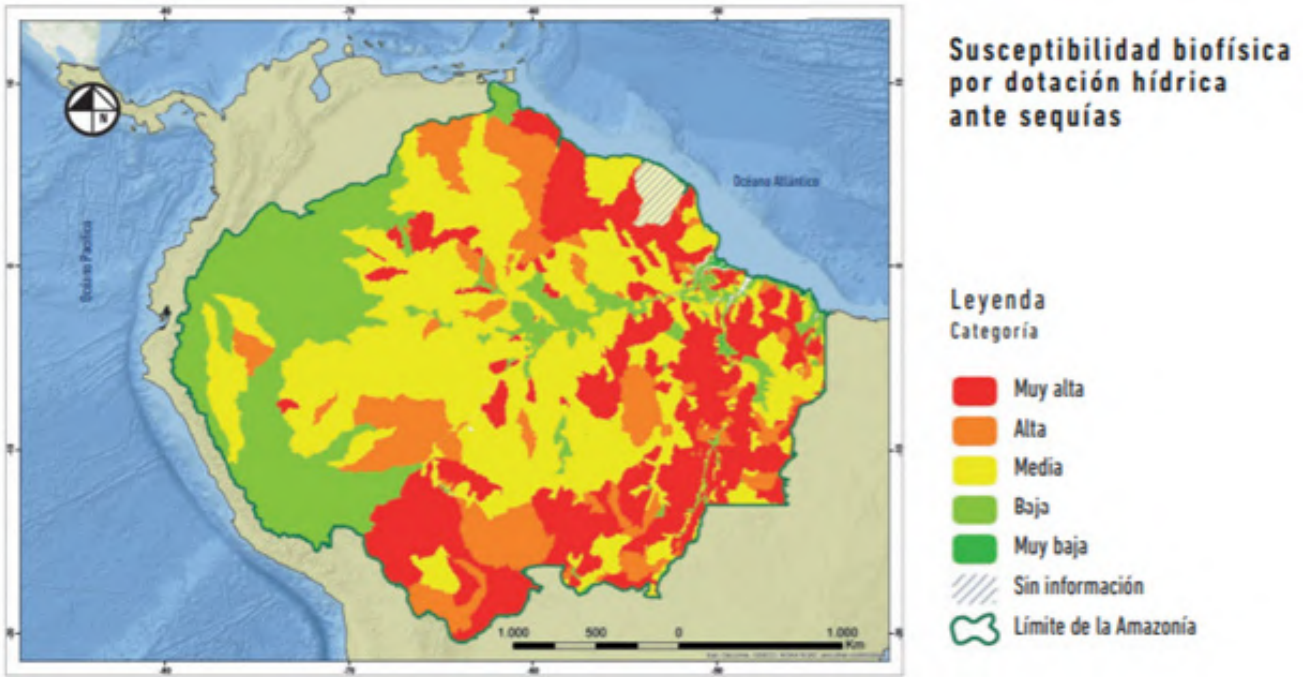 Susceptibilidad biofísica
por dotación hídrica
ante sequías
Océano Atlántico
Océano Pacífico
N
Leyenda
Categoría
Muy alta
Alta
Media
Baja
Muy baja
Sin información
Límite de la Amazonía
1.000 500 0 1.000
Km